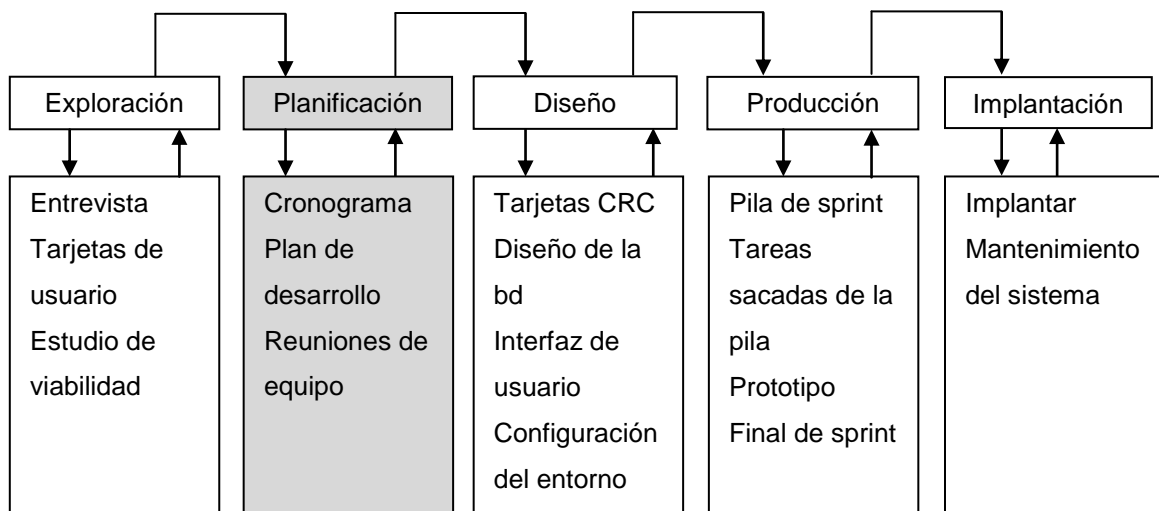 Exploración
Planificación
Diseño
Producción
Implantación
Entrevista
Tarjetas de
usuario
Estudio de
viabilidad
Cronograma
Plan de
desarrollo
Reuniones de
equipo
Tarjetas CRC
Diseño de la
bd
Interfaz de
usuario
Configuración
del entorno
Pila de sprint
Tareas
sacadas de la
pila
Prototipo
Final de sprint
Implantar
Mantenimiento
del sistema